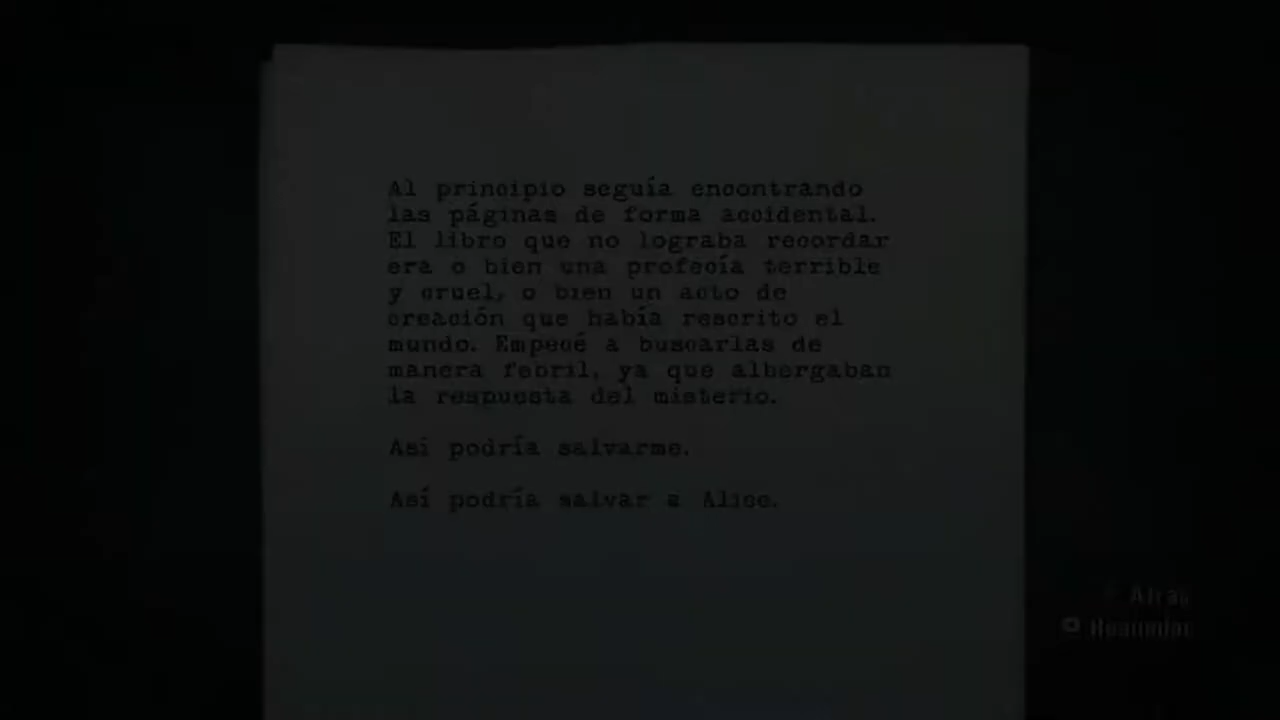 Al principio seguía encontrando
las páginas de forma accidental.
El libro que no lograba recordar
era o bien una profecía terrible
y cruel, o bien un acto de
creación que había rescrito el
mundo. Empecé a buscarlas de
manera febril, ya que albergaban
la respuesta del misterio.
Así podría salvarme.
Así podría salvar a Alice.
Atrás
Reanudar